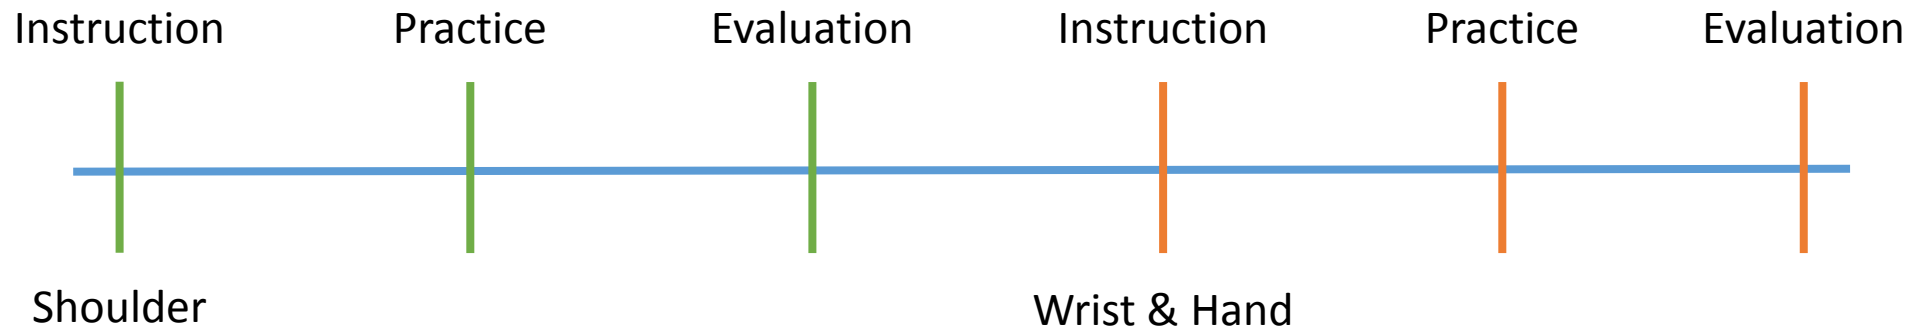 Instruction Practice Evaluation Instruction Practice Evaluation
Shoulder Wrist & Hand